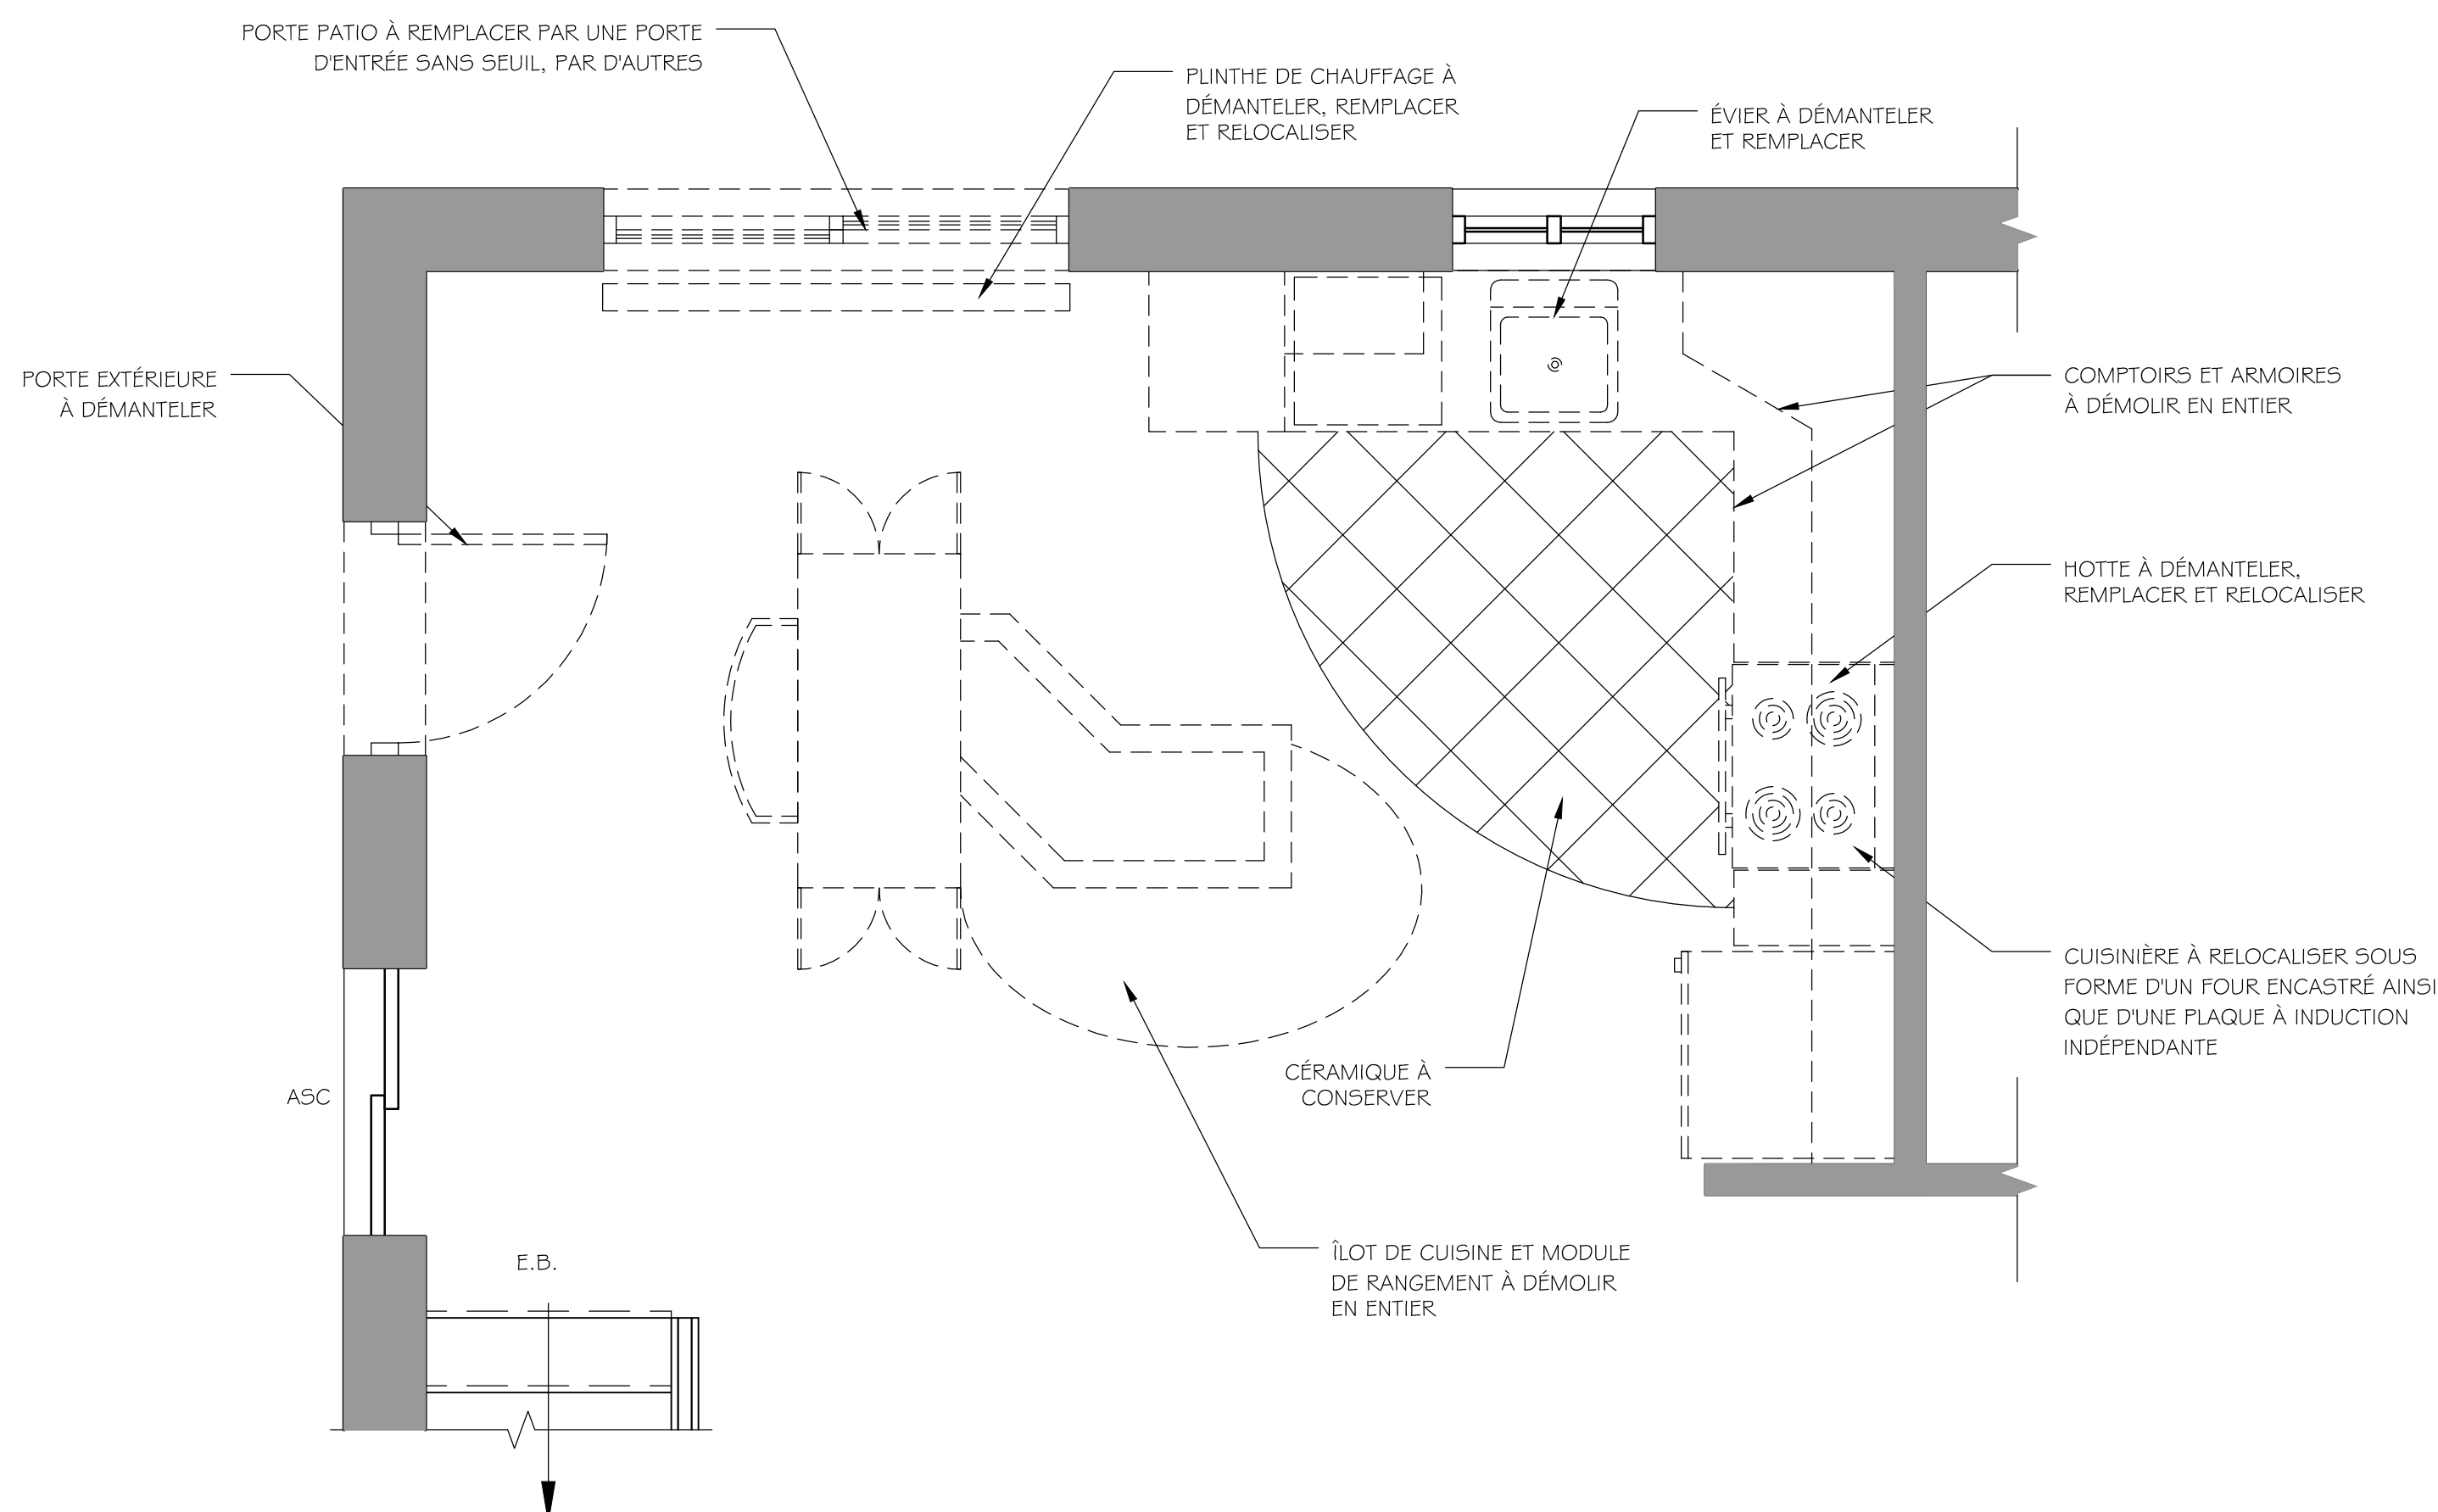 PORTE PATIO À REMPLACER PAR UNE PORTE
D'ENTRÉE SANS SEUIL, PAR D'AUTRES
PLINTHE DE CHAUFFAGE À
DÉMANTELER, REMPLACER
ET RELOCALISER
ÉVIER À DÉMANTELER
ET REMPLACER
PORTE EXTÉRIEURE
À DÉMANTELER
COMPTOIRS ET ARMOIRES
À DÉMOLIR EN ENTIER
HOTTE À DÉMANTELER,
REMPLACER ET RELOCALISER
CUISINIÈRE À RELOCALISER SOUS
FORME D'UN FOUR ENCASTRÉ AINSI
QUE D'UNE PLAQUE À INDUCTION
INDÉPENDANTE
CÉRAMIQUE À
CONSERVER
ASC
ÎLOT DE CUISINE ET MODULE
DE RANGEMENT À DÉMOLIR
EN ENTIER
E.B.